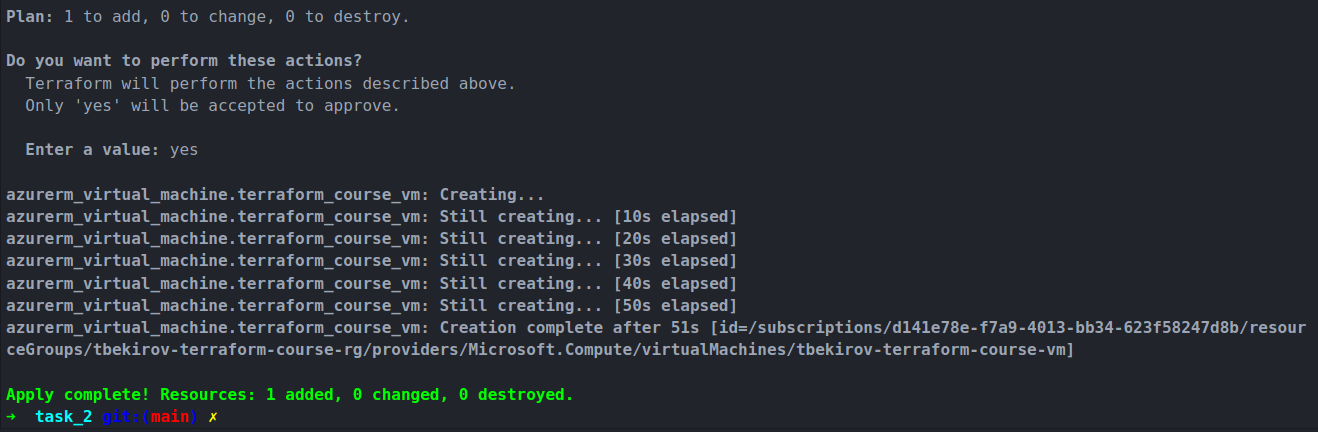 Plan: 1 to add, 0 to change, 0 to destroy.
Do you want to perform these actions?
Terraform will perform the actions described above.
Only 'yes' will be accepted to approve.
Enter a value: yes
azurerm_virtual_machine.terraform_course_vm: Creating...
azurerm_virtual_machine.terraform_course_vm: Still creating... [10s elapsed]
azurerm_virtual_machine.terraform_course_vm: Still creating... [20s elapsed]
azurerm_virtual_machine.terraform_course_vm: Still creating... [30s elapsed]
azurerm_virtual_machine.terraform_course_vm: Still creating... [40s elapsed]
azurerm_virtual_machine.terraform_course_vm: Still creating... [50s elapsed]
azurerm_virtual_machine.terraform_course_vm: Creation complete after 51s [id=/subscriptions/d141e78e-f7a9-4013-bb34-623f58247d8b/resour
ceGroups/tbekirov-terraform-course-rg/providers/Microsoft.Compute/virtualMachines/tbekirov-terraform-course-vm]
Apply complete! Resources: 1 added, 0 changed, 0 destroyed.
➜ task_2 git:(main) ✗